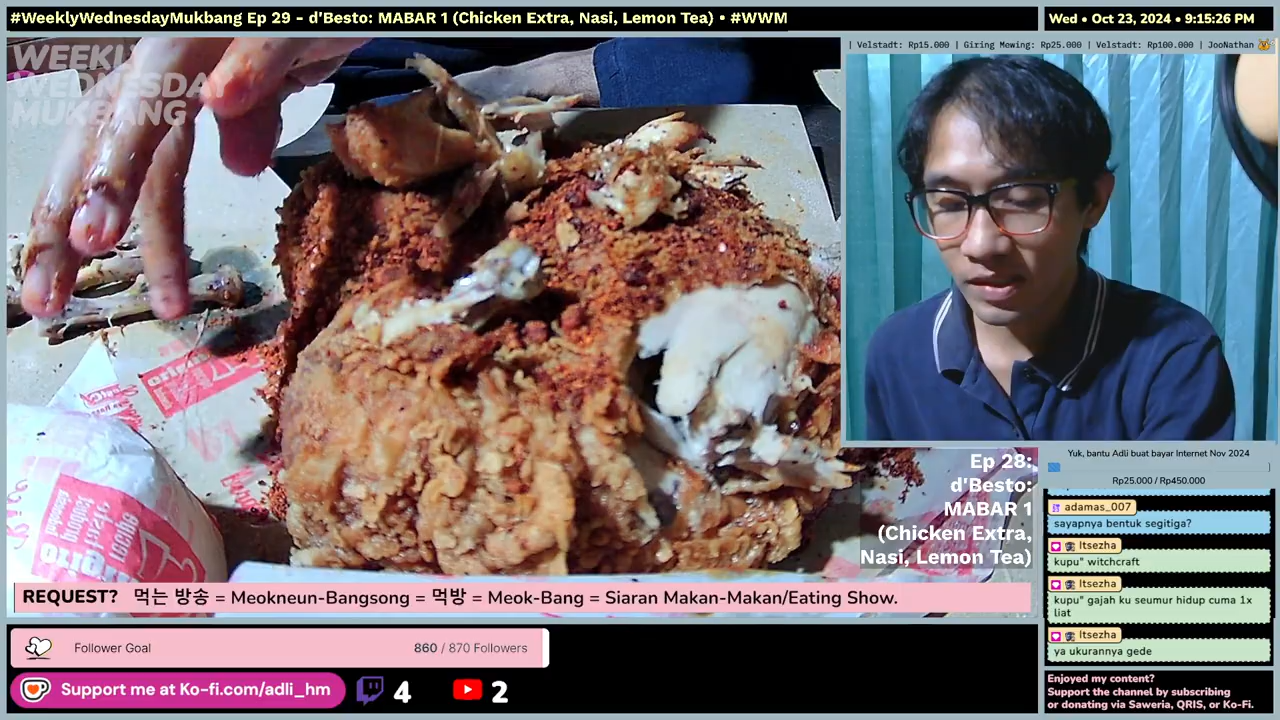 #WeeklyWednesdayMukbang Ep 29 - d'Besto: MABAR 1 (Chicken Extra, Nasi, Lemon Tea) • #WWM
Wed • Oct 23, 2024 • 9:15:26 PM
| Velstadt: Rp15.000 | Giring Mewing: Rp25.000 | Velstadt: Rp100.000 | JooNathan
WEEKLY
WEDNESDAY
MUKBANG
Ep 28:
d'Besto:
MABAR 1
(Chicken Extra,
Nasi, Lemon Tea)
REQUEST? 먹는 방송 = Meokneun-Bangsong = 먹방 = Meok-Bang = Siaran Makan-Makan/Eating Show.
Yuk, bantu Adli buat bayar Internet Nov 2024
Rp25.000 / Rp450.000
adamas_007
sayapnya bentuk segitiga?
Itsezha
kupu" witchcraft
Itsezha
kupu" gajah ku seumur hidup cuma 1x
liat
Itsezha
ya ukurannya gede
Follower Goal
860 / 870 Followers
Support me at Ko-fi.com/adli_hm
4
2
Enjoyed my content?
Support the channel by subscribing
or donating via Saweria, QRIS, or Ko-Fi.